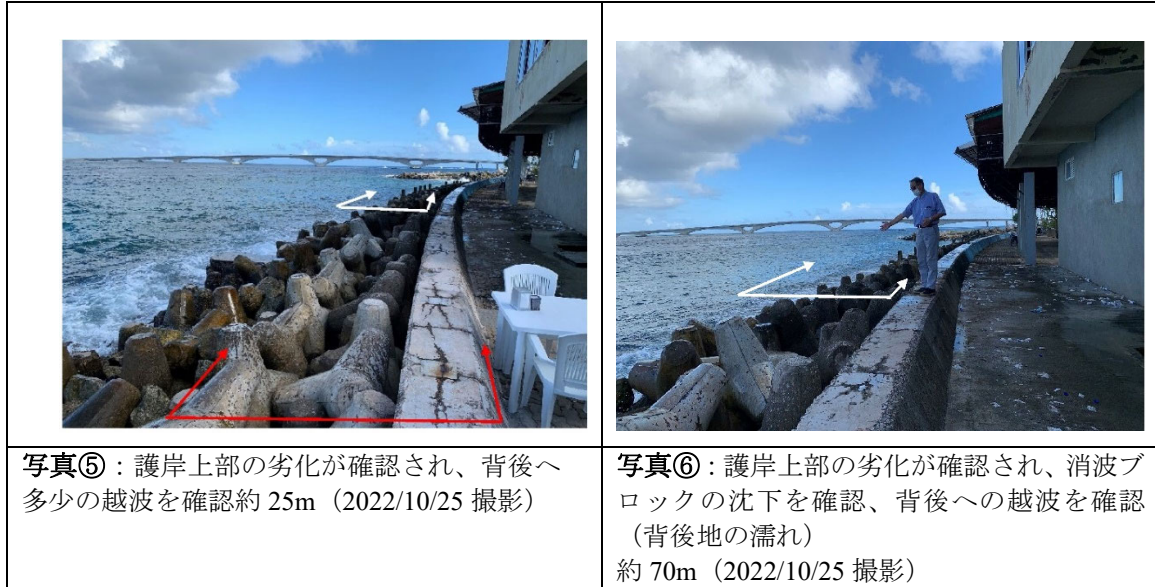 写真⑤：護岸上部の劣化が確認され、背後へ
多少の越波を確認約 25m（2022/10/25 撮影）
写真⑥：護岸上部の劣化が確認され、消波ブ
ロックの沈下を確認、背後への越波を確認
（背後地の濡れ）
約 70m（2022/10/25 撮影）